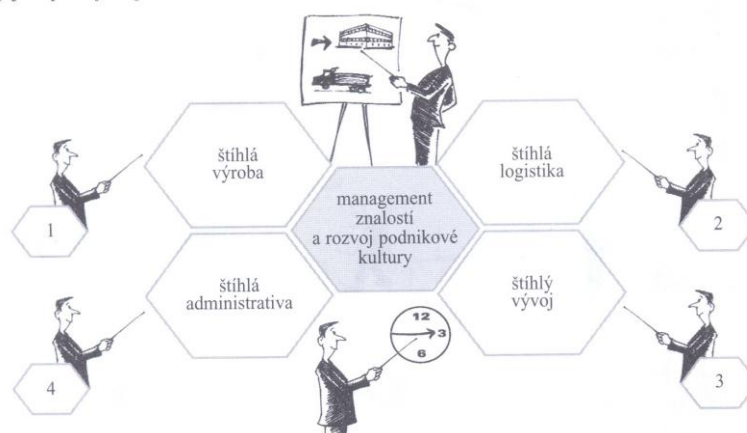 štíhlá
výroba
štíhlá
logistika
1
2
management
znalostí
a rozvoj podnikové
kultury
štíhlá
administrativa
štíhlý
vývoj
12
3
6
4
3